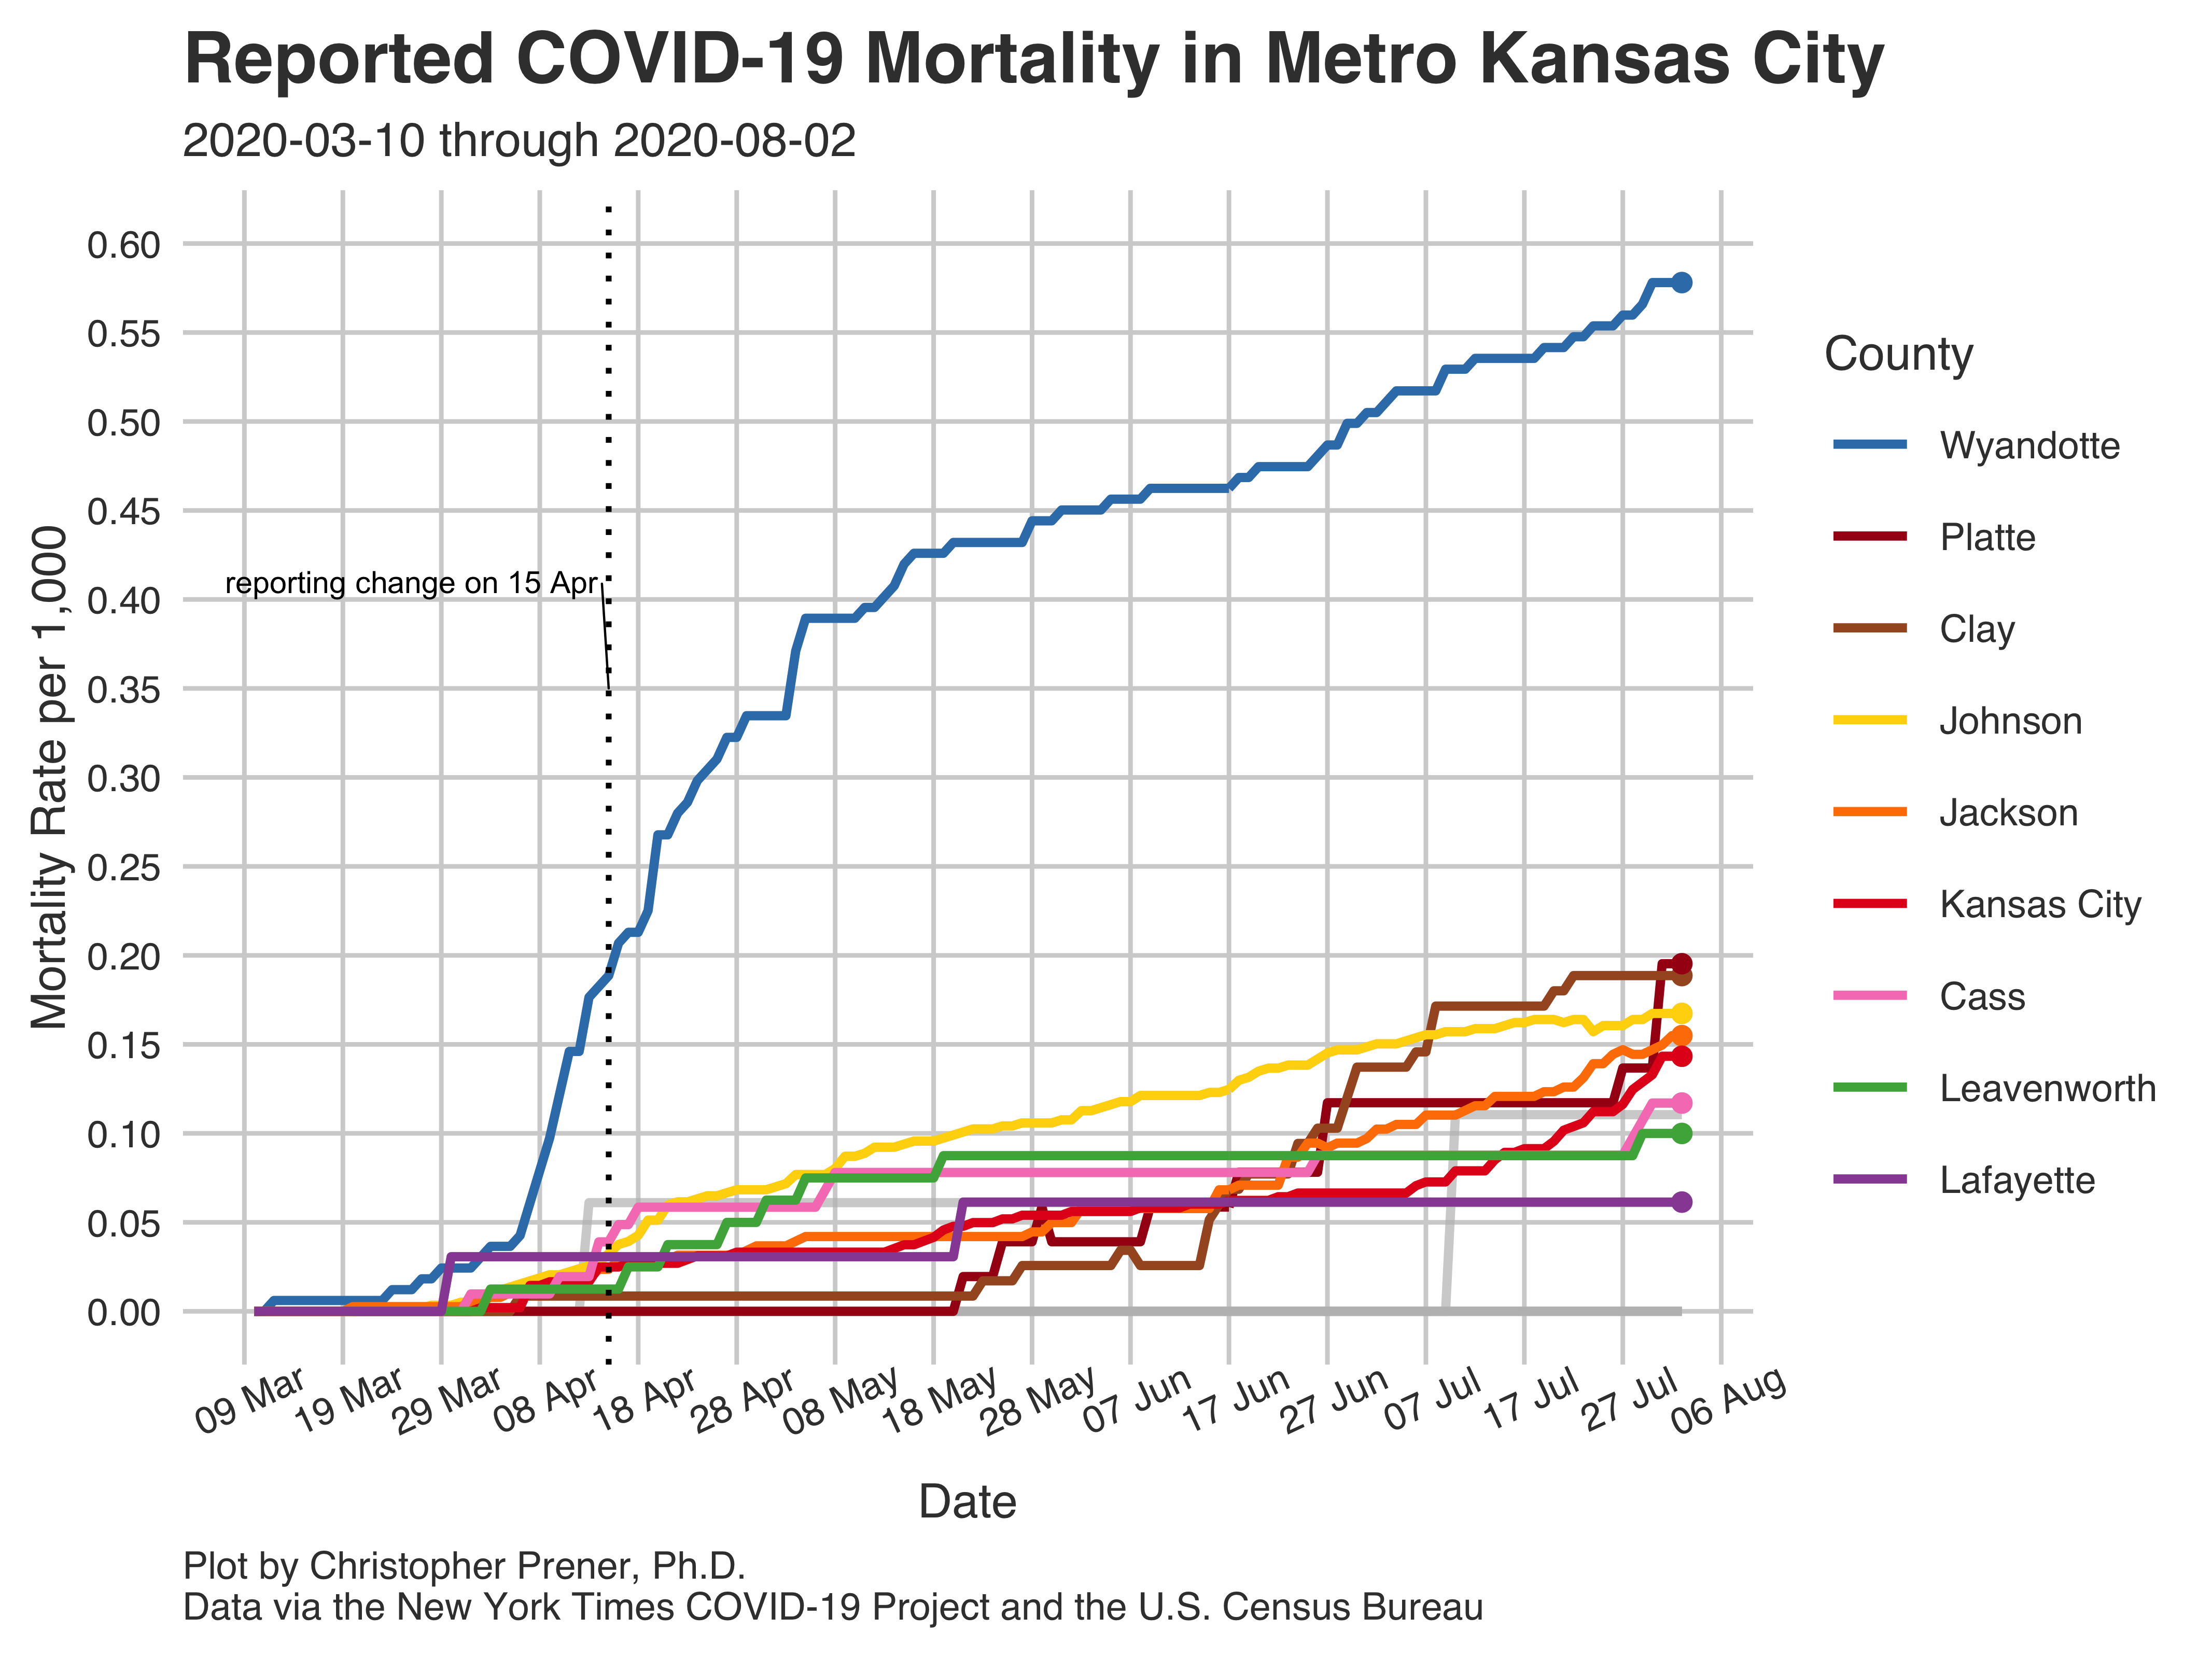 Reported COVID-19 Mortality in Metro Kansas City
2020-03-10 through 2020-08-02
Mortality Rate per 1,000
0.60
0.55
0.50
0.45
0.40
0.35
0.30
0.25
0.20
0.15
0.10
0.05
0.00
reporting change on 15 Apr
09 Mar
19 Mar
29 Mar
08 Apr
18 Apr
28 Apr
08 May
18 May
28 May
07 Jun
17 Jun
27 Jun
07 Jul
17 Jul
27 Jul
06 Aug
Date
County
Wyandotte
Platte
Clay
Johnson
Jackson
Kansas City
Cass
Leavenworth
Lafayette
Plot by Christopher Prener, Ph.D.
Data via the New York Times COVID-19 Project and the U.S. Census Bureau